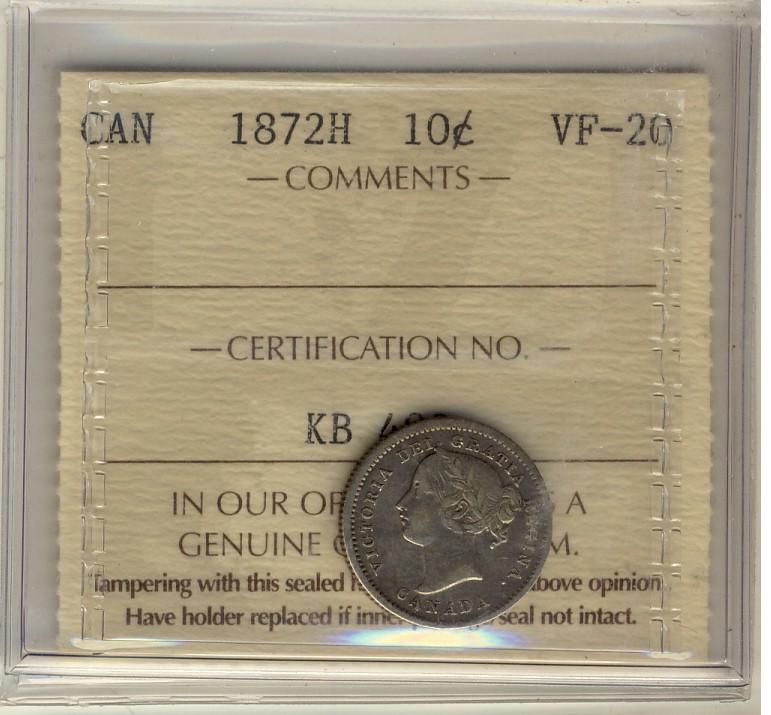 CAN 1872H 10¢ VF-20
— COMMENTS —
— CERTIFICATION NO. —
KB
IN OUR A
GENUINE
Tampering with this sealed above opinion.
Have holder replaced if inner seal not intact.
VICTORIA DEI GRATIA REGINA.
CANADA